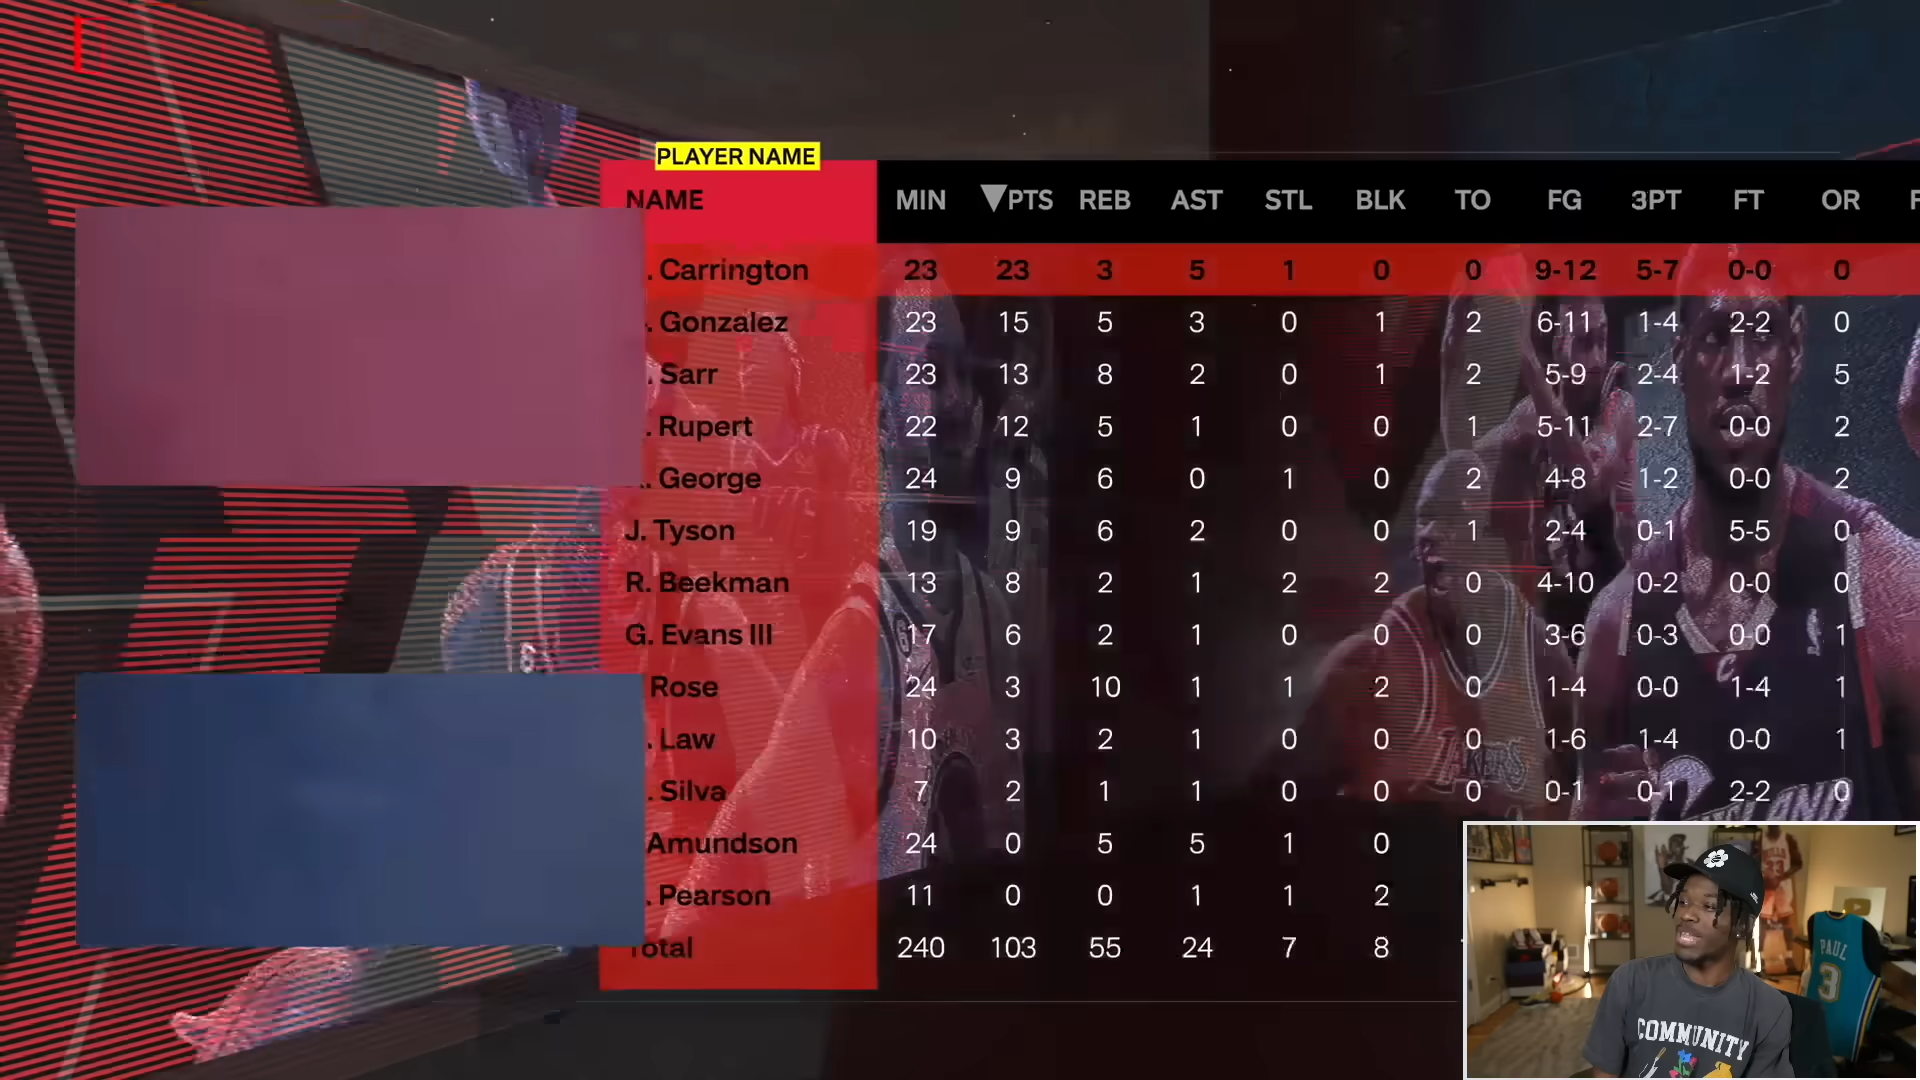 PLAYER NAME
NAME MIN ▼PTS REB AST STL BLK TO FG 3PT FT OR F
. Carrington 23 23 3 5 1 0 0 9-12 5-7 0-0 0
. Gonzalez 23 15 5 3 0 1 2 6-11 1-4 2-2 0
. Sarr 23 13 8 2 0 1 2 5-9 2-4 1-2 5
. Rupert 22 12 5 1 0 0 1 5-11 2-7 0-0 2
. George 24 9 6 0 1 0 2 4-8 1-2 0-0 2
J. Tyson 19 9 6 2 0 0 1 2-4 0-1 5-5 0
R. Beekman 13 8 2 1 2 2 0 4-10 0-2 0-0 0
G. Evans III 17 6 2 1 0 0 0 3-6 0-3 0-0 1
Rose 24 3 10 1 1 2 0 1-4 0-0 1-4 1
. Law 10 3 2 1 0 0 0 1-6 1-4 0-0 1
. Silva 7 2 1 1 0 0 0 0-1 0-1 2-2 0
Amundson 24 0 5 5 1 0
. Pearson 11 0 0 1 1 2
Total 240 103 55 24 7 8
6
6
LAKERS
PAUL
3
COMMUNITY